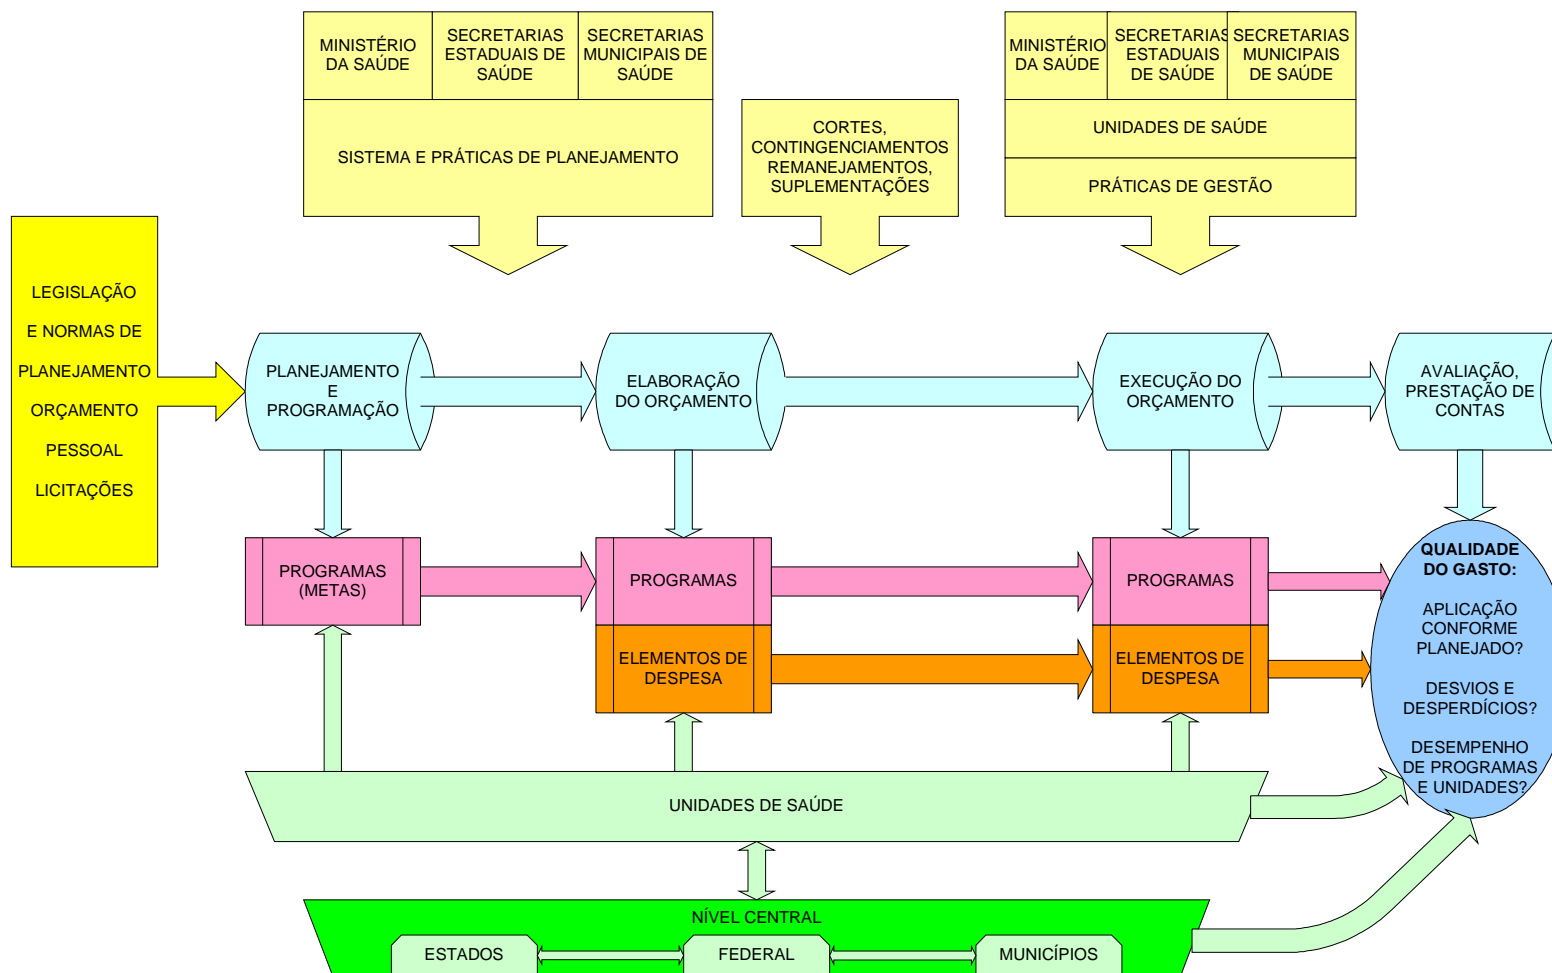 MINISTÉRIO
DA SAÚDE
SECRETARIAS
ESTADUAIS DE
SAÚDE
SECRETARIAS
MUNICIPAIS DE
SAÚDE
SISTEMA E PRÁTICAS DE PLANEJAMENTO
CORTES,
CONTINGENCIAMENTOS
REMANEJAMENTOS,
SUPLEMENTAÇÕES
MINISTÉRIO
DA SAÚDE
SECRETARIAS
ESTADUAIS
DE SAÚDE
SECRETARIAS
MUNICIPAIS
DE SAÚDE
UNIDADES DE SAÚDE
PRÁTICAS DE GESTÃO
LEGISLAÇÃO
E NORMAS DE
PLANEJAMENTO
ORÇAMENTO
PESSOAL
LICITAÇÕES
PLANEJAMENTO
E
PROGRAMAÇÃO
ELABORAÇÃO
DO ORÇAMENTO
EXECUÇÃO DO
ORÇAMENTO
AVALIAÇÃO,
PRESTAÇÃO DE
CONTAS
PROGRAMAS
(METAS)
PROGRAMAS
PROGRAMAS
ELEMENTOS DE
DESPESA
ELEMENTOS DE
DESPESA
QUALIDADE
DO GASTO:
APLICAÇÃO
CONFORME
PLANEJADO?
DESVIOS E
DESPERDÍCIOS?
DESEMPENHO
DE PROGRAMAS
E UNIDADES?
UNIDADES DE SAÚDE
NÍVEL CENTRAL
ESTADOS
FEDERAL
MUNICÍPIOS